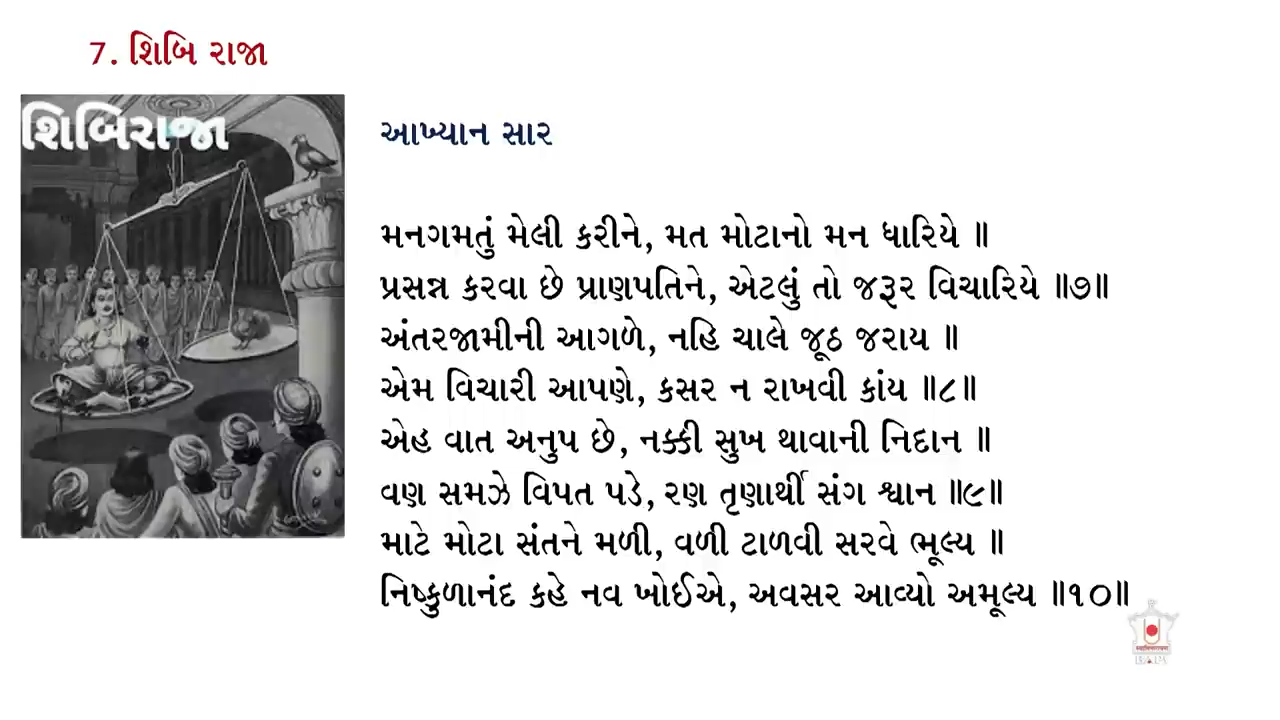 7. શિબિ રાજા
શિબિરાજા
આખ્યાન સાર
મનગમતું મેલી કરીને, મત મોટાનો મન ધારિયે ॥
પ્રસન્ન કરવા છે પ્રાણપતિને, એટલું તો જરૂર વિચારિયે ॥૭॥
અંતરજામીની આગળે, નહિ ચાલે જૂઠ જરાય ॥
એમ વિચારી આપણે, કસર ન રાખવી કાંય ॥૮॥
એહ વાત અનુપ છે, નક્કી સુખ થાવાની નિદાન ॥
વણ સમઝે વિપત પડે, રણ તૃણાર્થી સંગ શ્વાન ॥૯॥
માટે મોટા સંતને મળી, વળી ટાળવી સરવે ભૂલ્ય ॥
નિષ્કુળાનંદ કહે નવ ખોઈએ, અવસર આવ્યો અમૂલ્ય ॥૧૦॥
BAPS